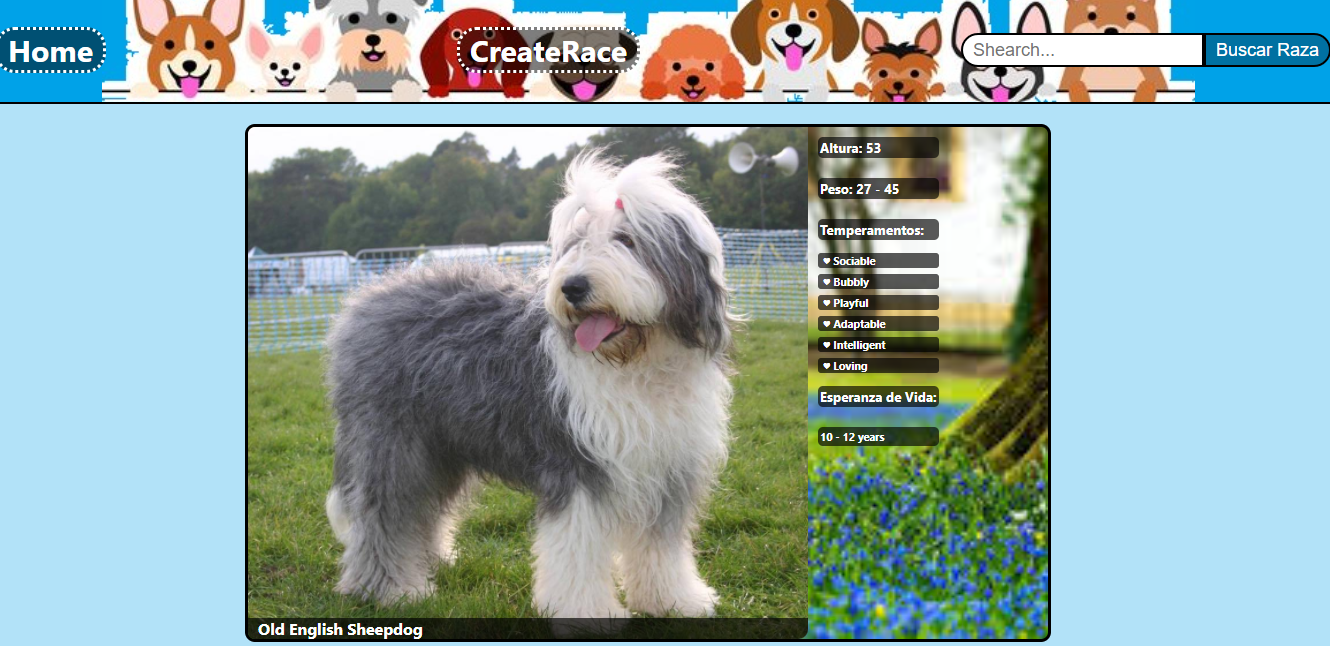 Home
CreateRace
Shearch...
Buscar Raza
Altura: 53
Peso: 27 - 45
Temperamentos:
♥ Sociable
♥ Bubbly
♥ Playful
♥ Adaptable
♥ Intelligent
♥ Loving
Esperanza de Vida:
10 - 12 years
Old English Sheepdog